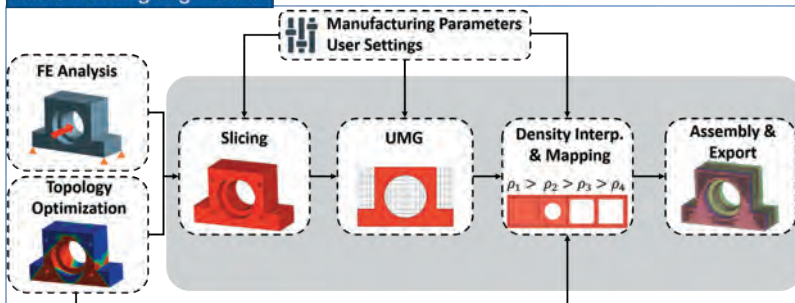 Manufacturing Parameters
User Settings
FE Analysis
Topology
Optimization
Slicing
UMG
Density Interp.
& Mapping
ρ₁ > ρ₂ > ρ₃ > ρ₄
Assembly &
Export